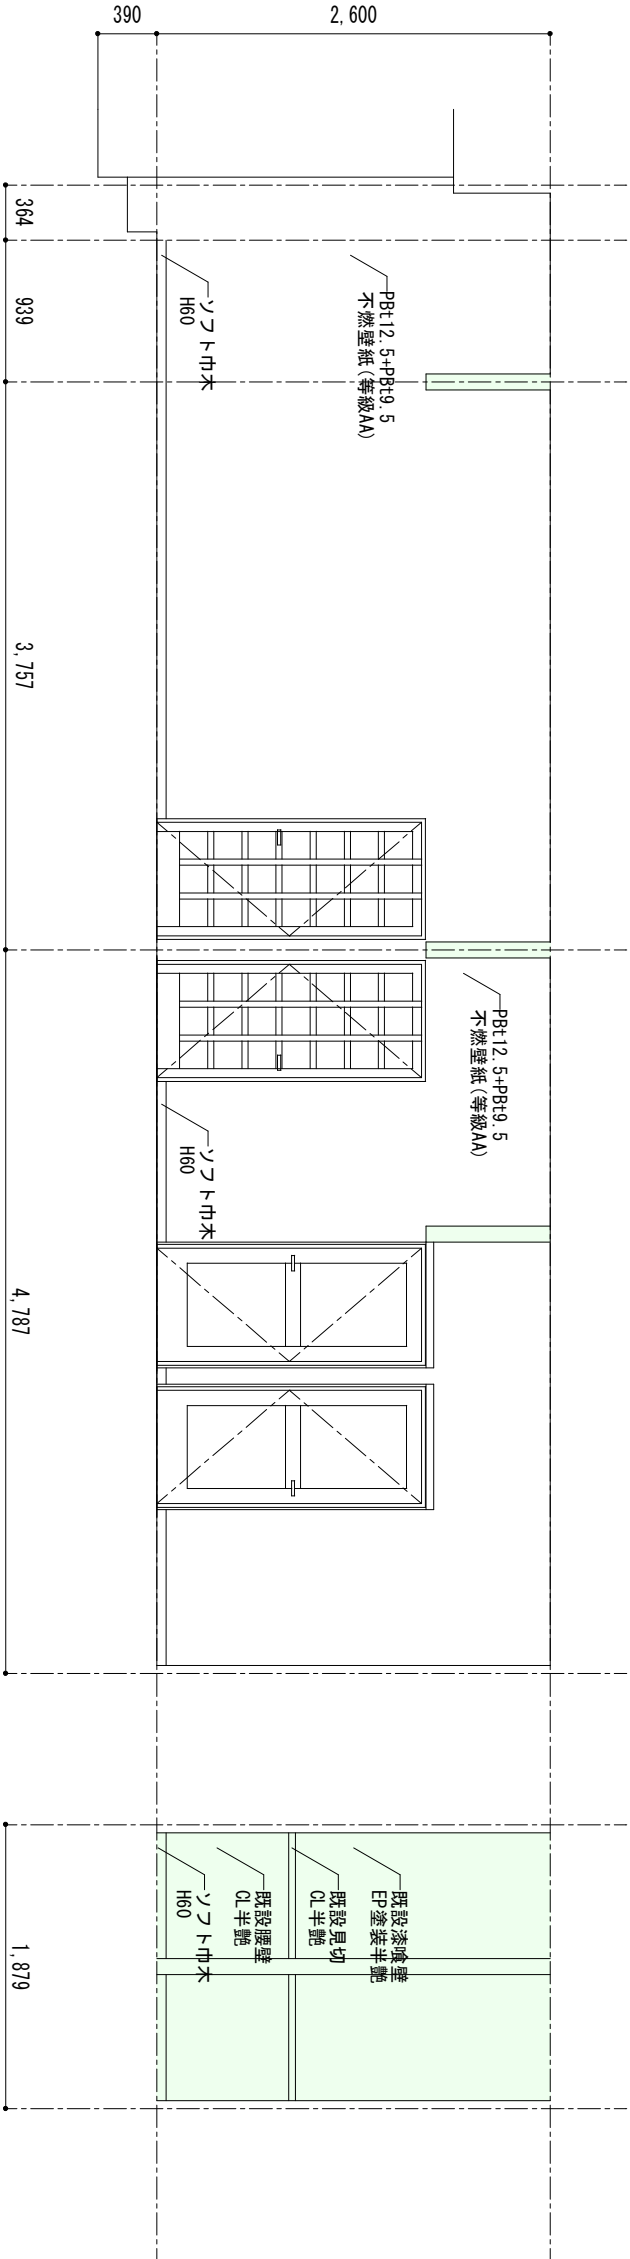 390
2,600
364
939
3,757
4,787
1,879
PBt12.5+PBt9.5
不燃壁紙(等級AA)
ソフト巾木
H60
PBt12.5+PBt9.5
不燃壁紙(等級AA)
ソフト巾木
H60
既設漆喰壁
EP塗装半艶
既設見切
CL半艶
既設腰壁
CL半艶
ソフト巾木
H60